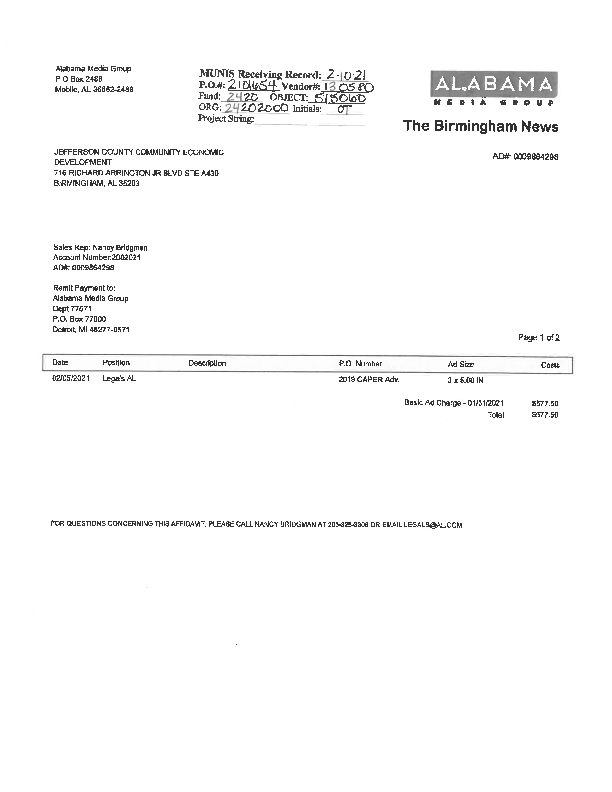 Alabama Media Group
P O Box 2488
Mobile, AL 36652-2488
MUNIS Receiving Record: 2-10-21
P.O.#: 210654 Vendor#: 130580
Fund: 2420 OBJECT: 515060
ORG: 24202000 Initials: OT
Project String:
ALABAMA
MEDIA GROUP
The Birmingham News
JEFFERSON COUNTY COMMUNITY ECONOMIC
DEVELOPMENT
716 RICHARD ARRINGTON JR BLVD STE A430
BIRMINGHAM, AL 35203
AD#: 0009864298
Sales Rep: Nancy Bridgman
Account Number:2002021
AD#: 0009864298
Remit Payment to:
Alabama Media Group
Dept 77571
P.O. Box 77000
Detroit, MI 48277-0571
Page 1 of 2
Date Position Description P.O. Number Ad Size Costs
02/05/2021 Legals AL 2019 CAPER Adv. 3 x 5.00 IN
Basic Ad Charge - 01/31/2021 $577.50
Total $577.50
FOR QUESTIONS CONCERNING THIS AFFIDAVIT, PLEASE CALL NANCY BRIDGMAN AT OR EMAIL LEGALS@AL.COM